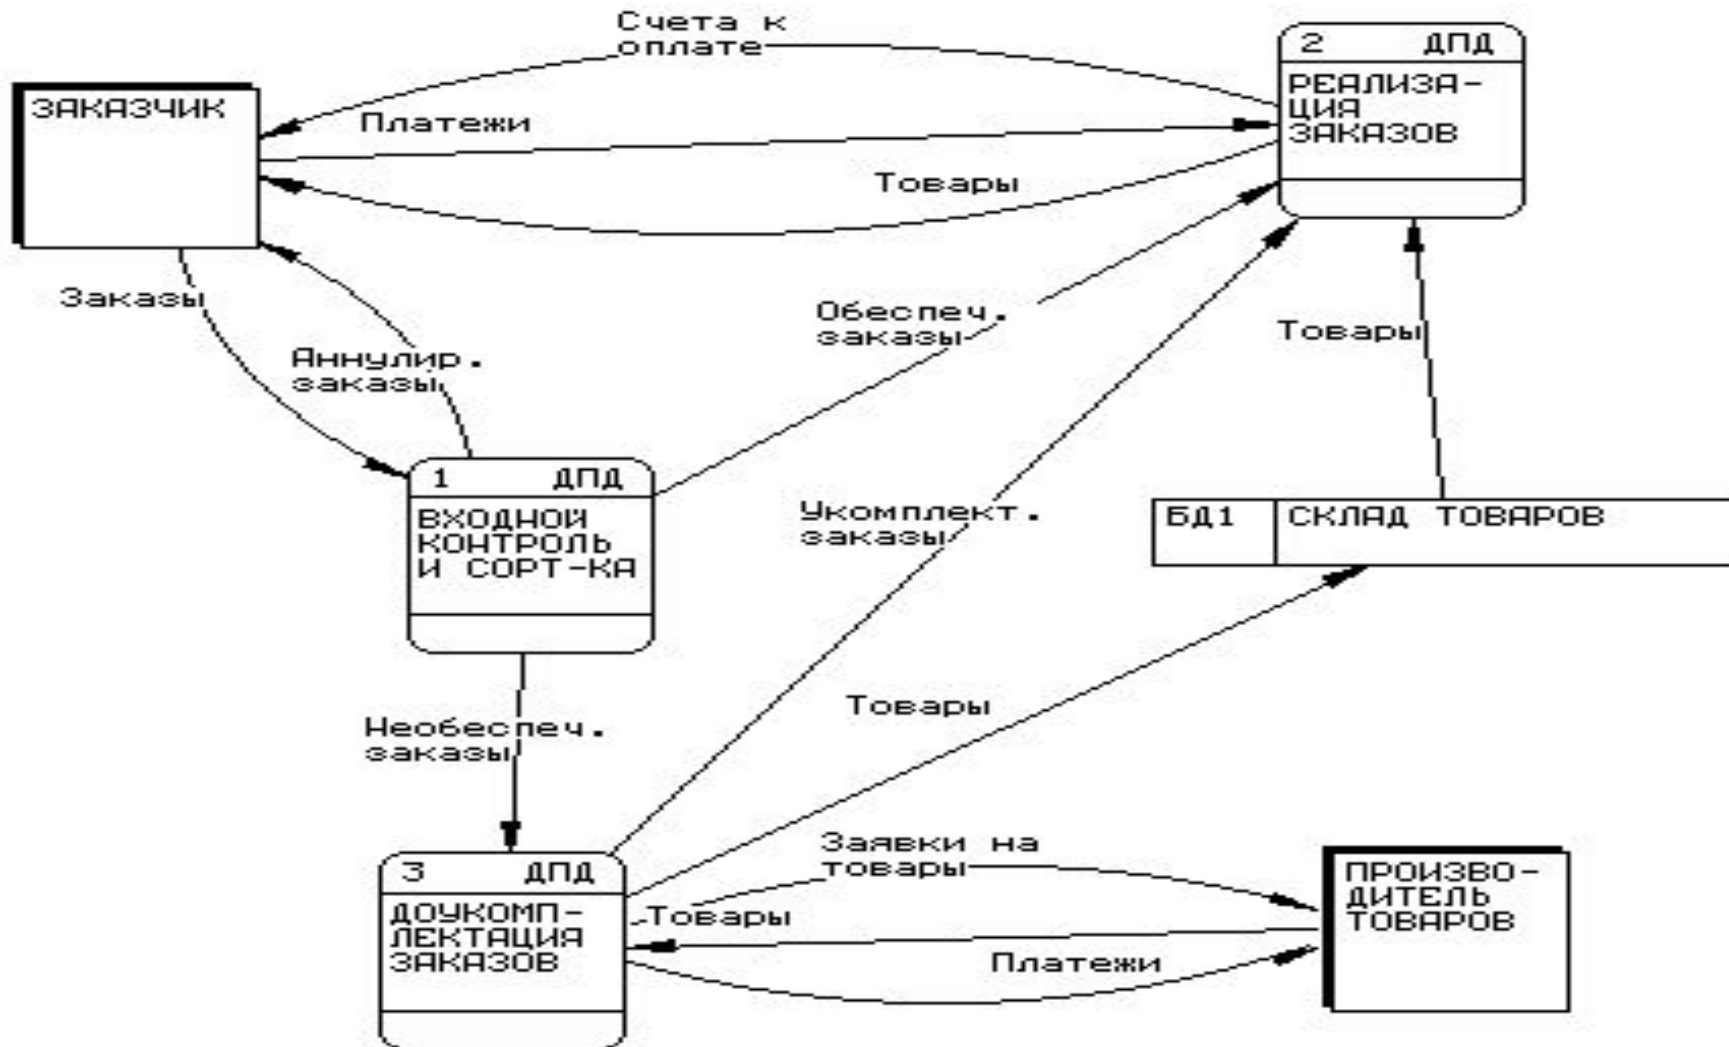 Счета к
оплате
2 ДПД
РЕАЛИЗА-
ЦИЯ
ЗАКАЗОВ
ЗАКАЗЧИК
Платежи
Товары
Заказы
Аннулир.
заказы
Обеспеч.
заказы
Товары
1 ДПД
ВХОДНОЙ
КОНТРОЛЬ
И СОРТ-КА
Укомплект.
заказы
БД1 СКЛАД ТОВАРОВ
Необеспеч.
заказы
Товары
3 ДПД
ДОУКОМП-
ЛЕКТАЦИЯ
ЗАКАЗОВ
Заявки на
товары
Товары
Платежи
ПРОИЗВО-
ДИТЕЛЬ
ТОВАРОВ